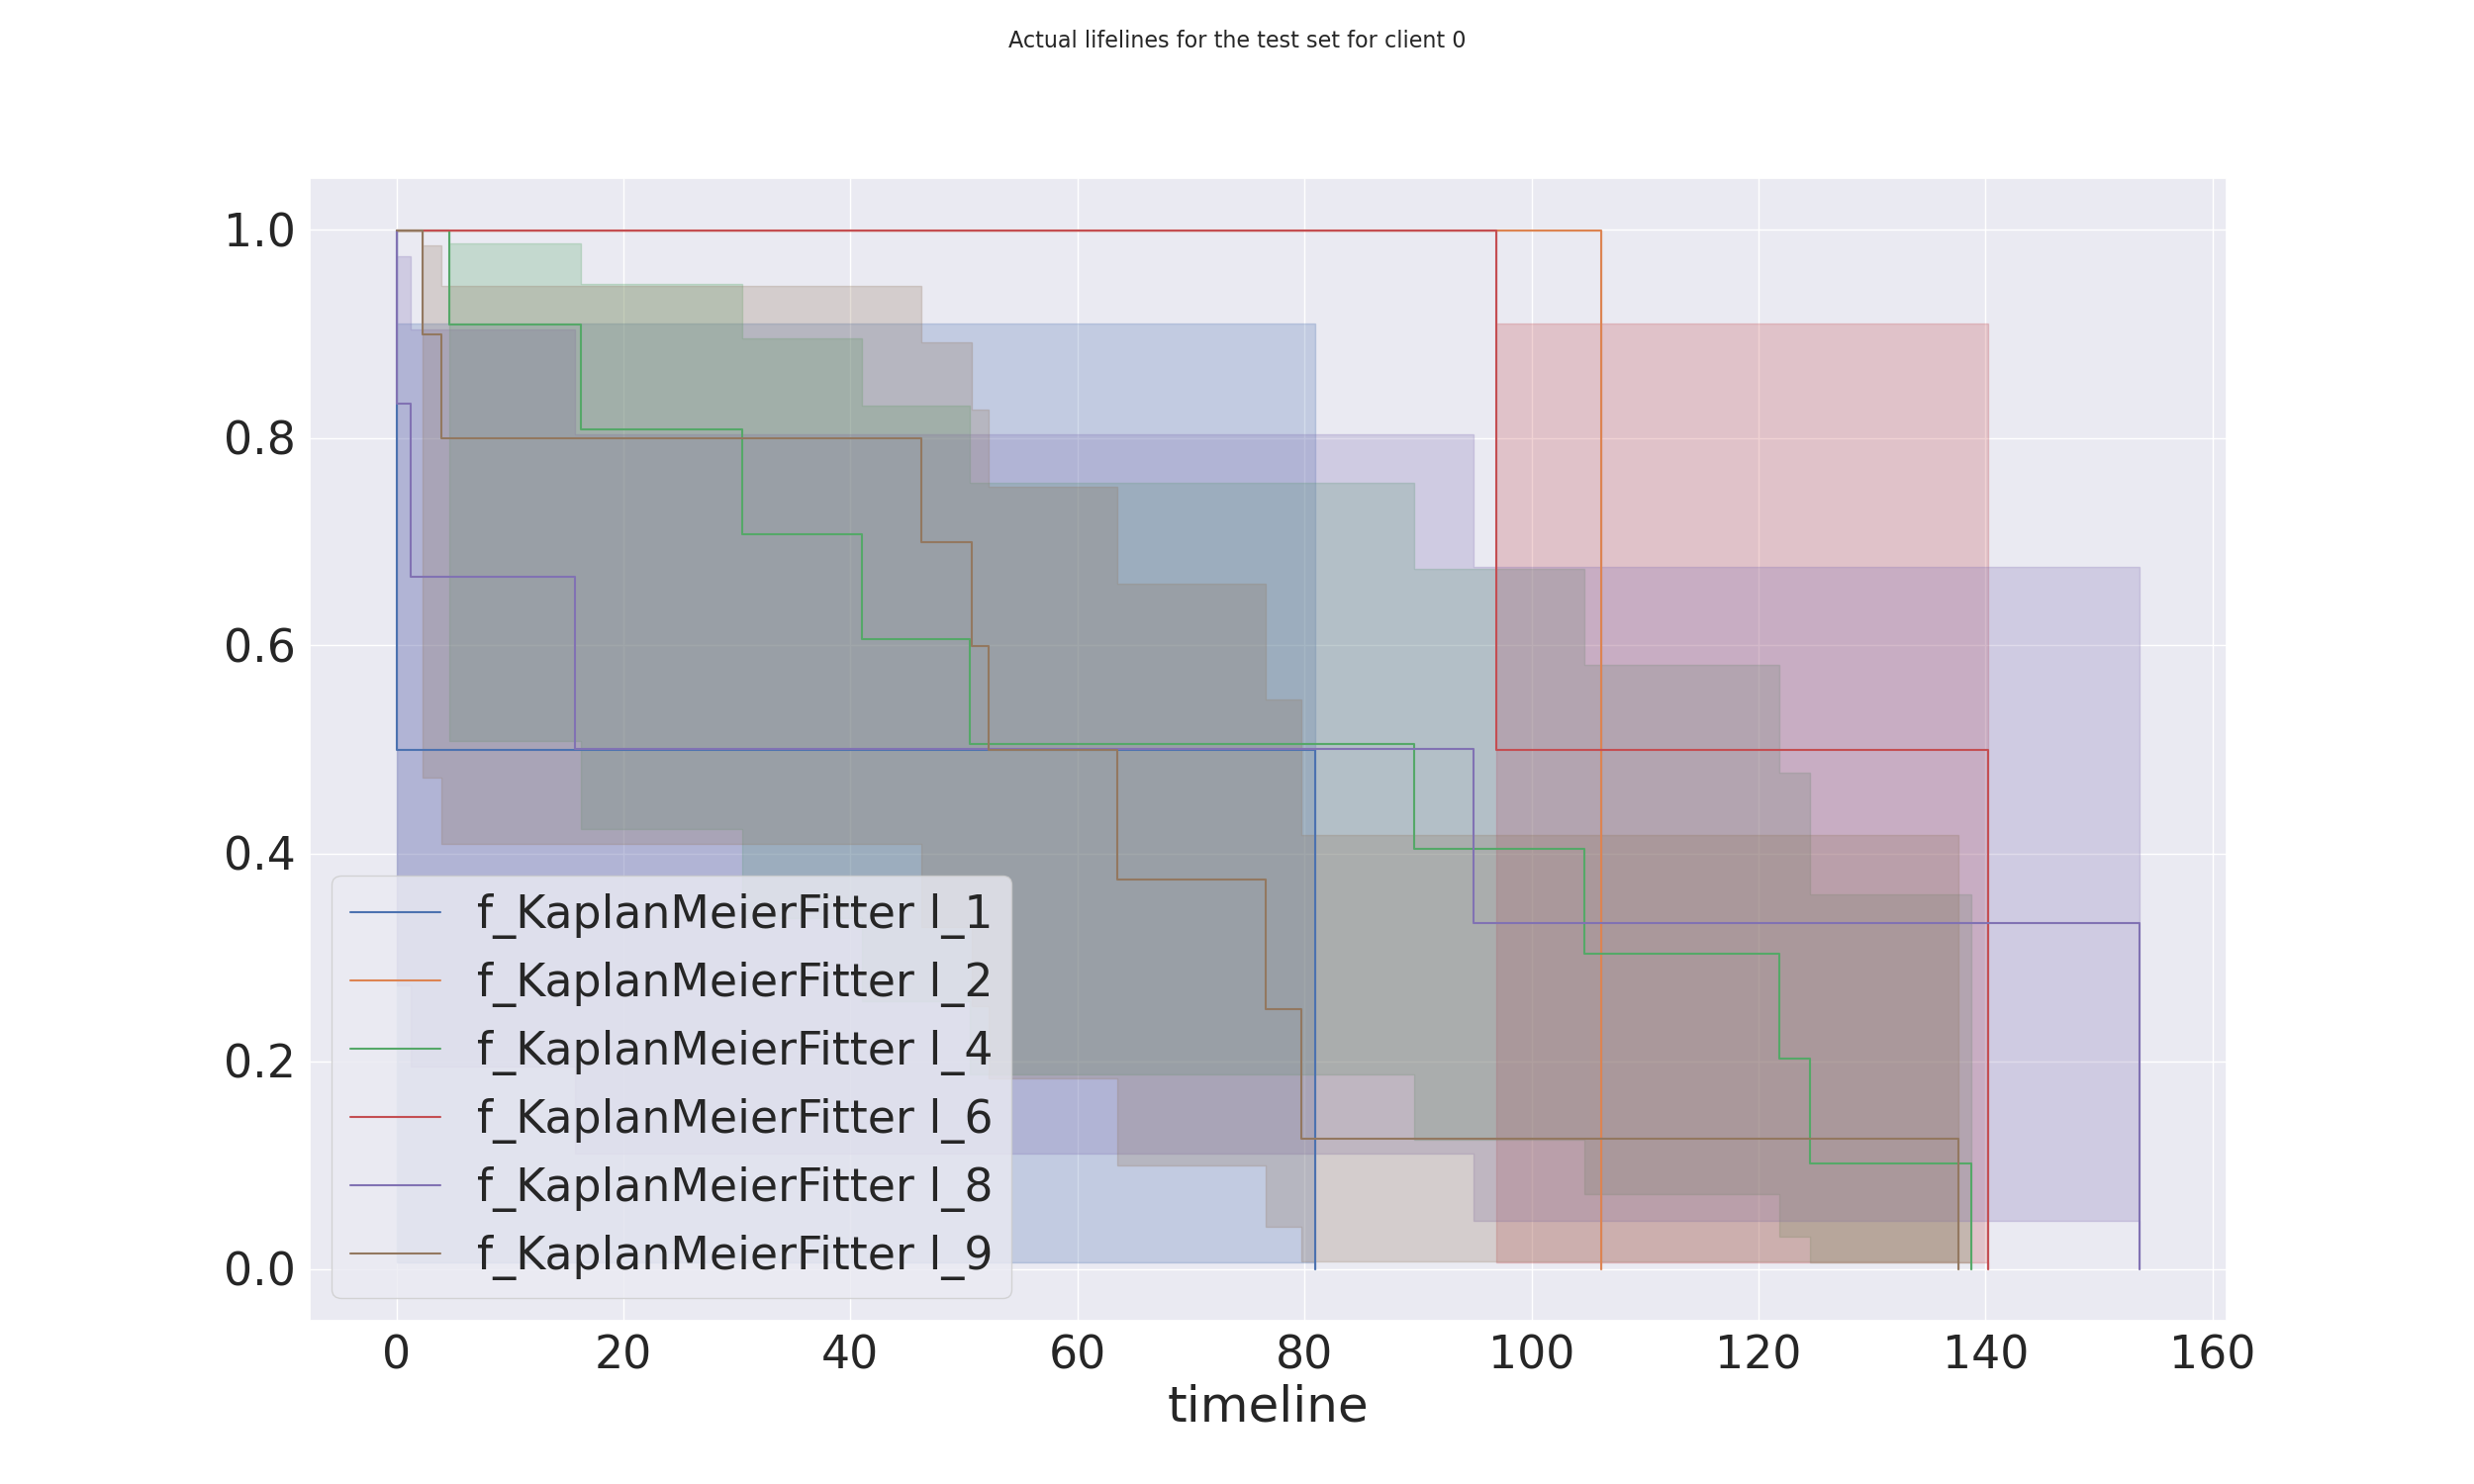 Actual lifelines for the test set for client 0
1.0
0.8
0.6
0.4
0.2
0.0
f_KaplanMeierFitter l_1
f_KaplanMeierFitter l_2
f_KaplanMeierFitter l_4
f_KaplanMeierFitter l_6
f_KaplanMeierFitter l_8
f_KaplanMeierFitter l_9
0 20 40 60 80 100 120 140 160
timeline